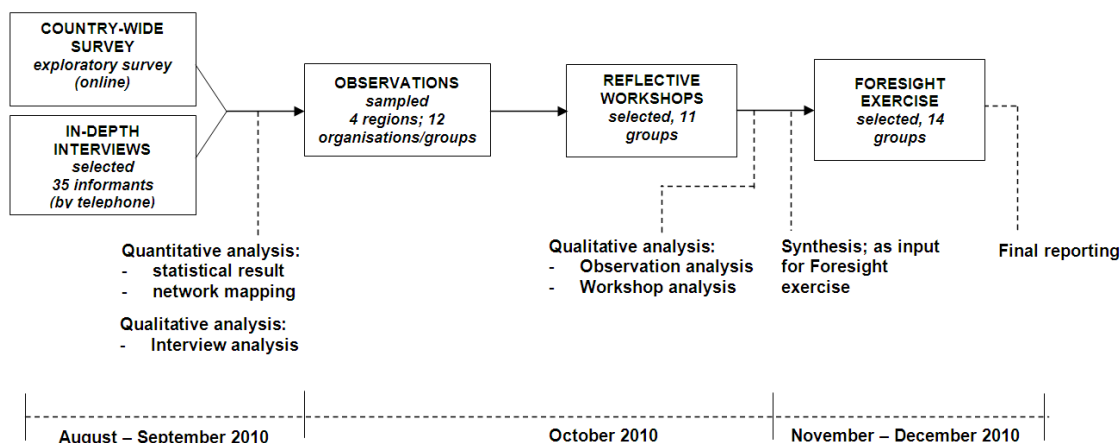 COUNTRY-WIDE
SURVEY
exploratory survey
(online)
IN-DEPTH
INTERVIEWS
selected
35 informants
(by telephone)
OBSERVATIONS
sampled
4 regions; 12
organisations/groups
REFLECTIVE
WORKSHOPS
selected, 11
groups
FORESIGHT
EXERCISE
selected, 14
groups
Quantitative analysis:
- statistical result
- network mapping
Qualitative analysis:
- Interview analysis
Qualitative analysis:
- Observation analysis
- Workshop analysis
Synthesis; as input
for Foresight
exercise
Final reporting
August – September 2010
October 2010
November – December 2010